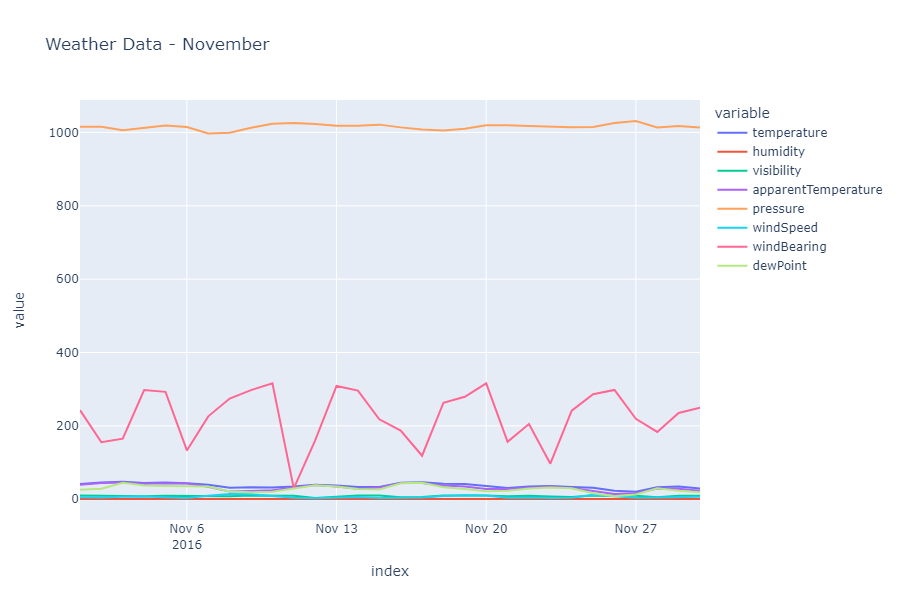 Weather Data - November
variable
temperature
humidity
visibility
apparentTemperature
pressure
windSpeed
windBearing
dewPoint
value
1000
800
600
400
200
0
Nov 6
2016
Nov 13
Nov 20
Nov 27
index